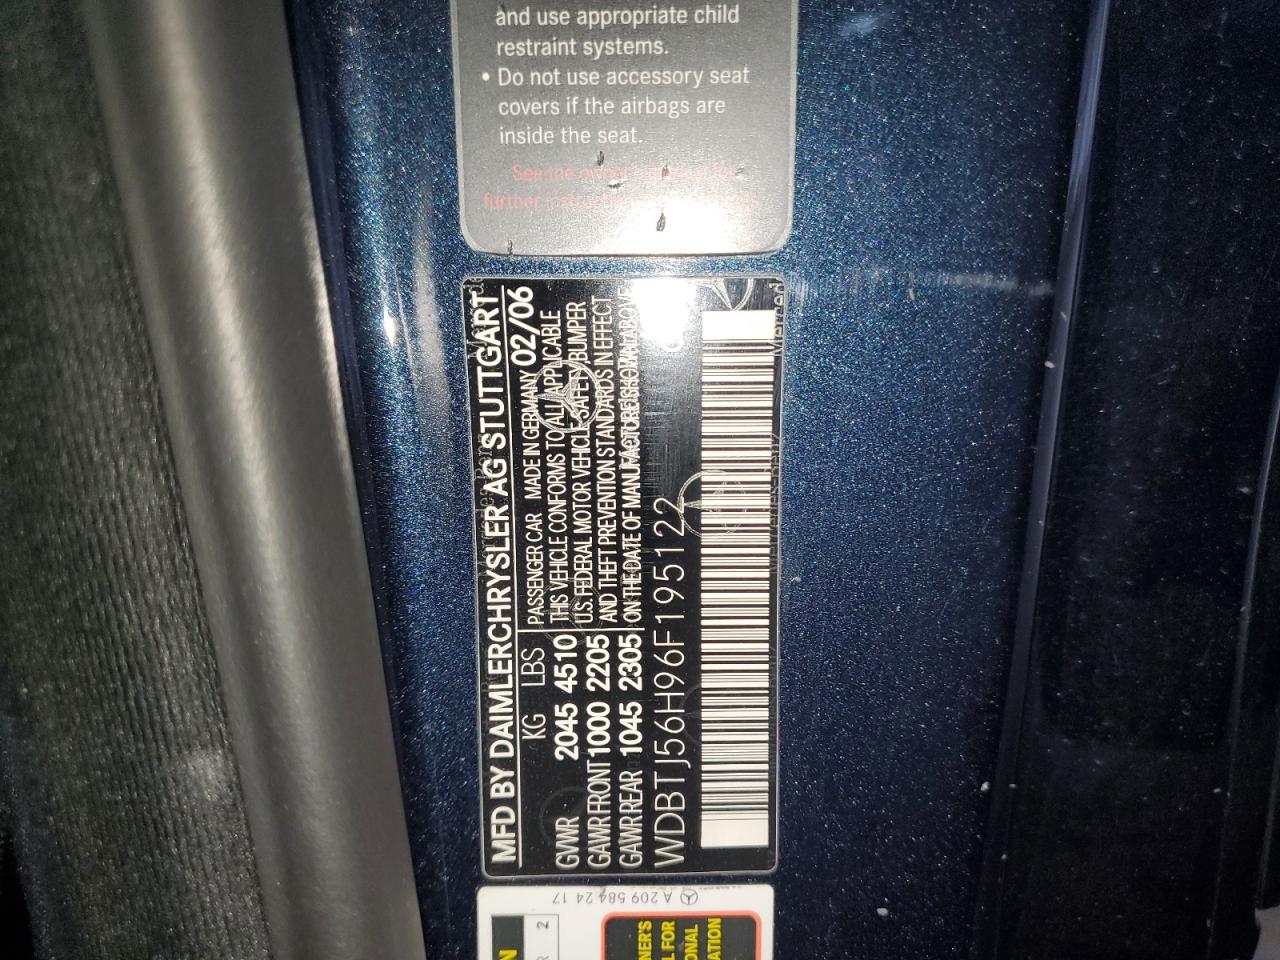 and use appropriate child
restraint systems.
• Do not use accessory seat
covers if the airbags are
inside the seat.
See the
further
MFD BY DAIMLERCHRYSLER AG STUTTGART
KG LBS PASSENGER CAR MADE IN GERMANY 02/06
THIS VEHICLE CONFORMS TO ALL APPLICABLE
GVWR 2045 4510 U.S. FEDERAL MOTOR VEHICLE SAFETY/BUMPER
GAWR FRONT 1000 2205 AND THEFT PREVENTION STANDARDS IN EFFECT
GAWR REAR 1045 2305 ON THE DATE OF MANUFACTURE SHOWN ABOVE
WDBTJ56H96F195122
A 209 584 24 17